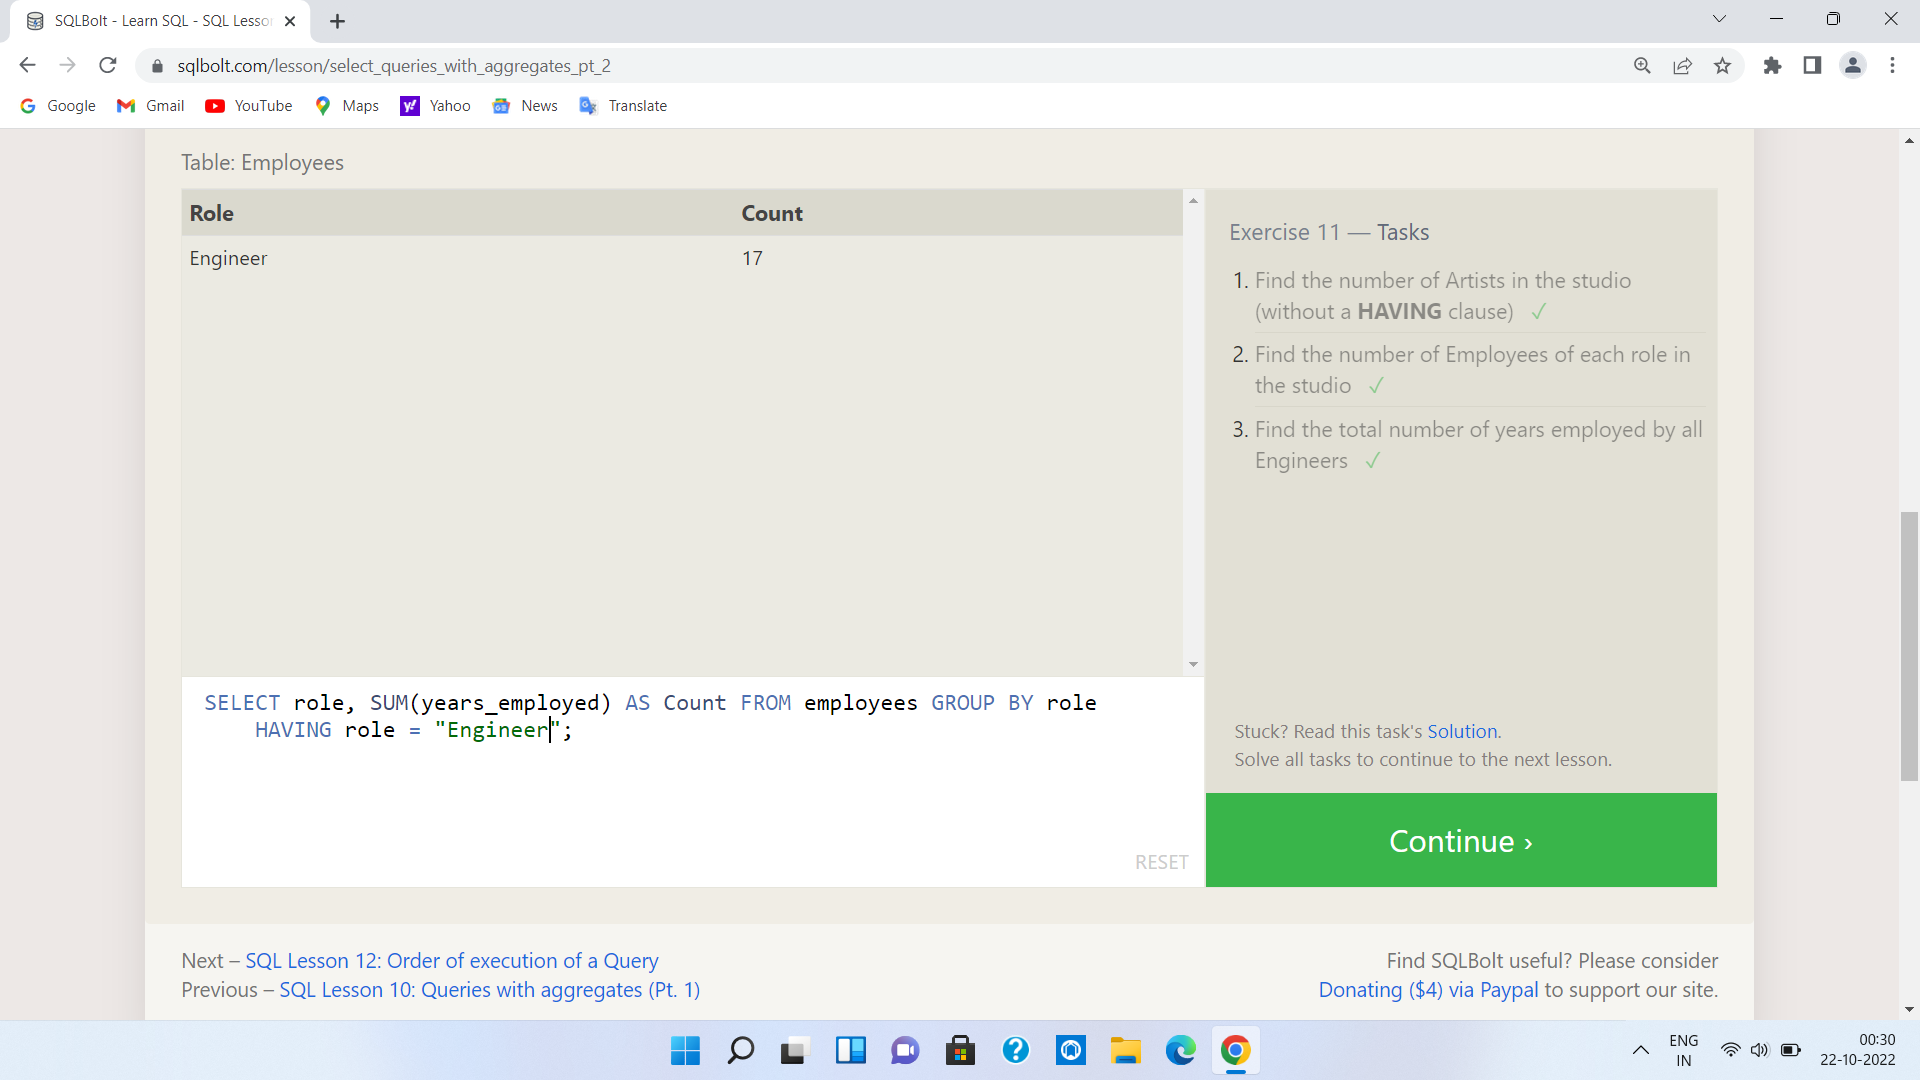 SQLBolt - Learn SQL - SQL Lesso
sqlbolt.com/lesson/select_queries_with_aggregates_pt_2
Google Gmail YouTube Maps Yahoo News Translate
Table: Employees
Role Count
Engineer 17
Exercise 11 — Tasks
1. Find the number of Artists in the studio
(without a HAVING clause) ✓
2. Find the number of Employees of each role in
the studio ✓
3. Find the total number of years employed by all
Engineers ✓
SELECT role, SUM(years_employed) AS Count FROM employees GROUP BY role
HAVING role = "Engineer";
RESET
Stuck? Read this task's Solution.
Solve all tasks to continue to the next lesson.
Continue ›
Next – SQL Lesson 12: Order of execution of a Query
Previous – SQL Lesson 10: Queries with aggregates (Pt. 1)
Find SQLBolt useful? Please consider
Donating ($4) via Paypal to support our site.
ENG
IN
00:30
22-10-2022